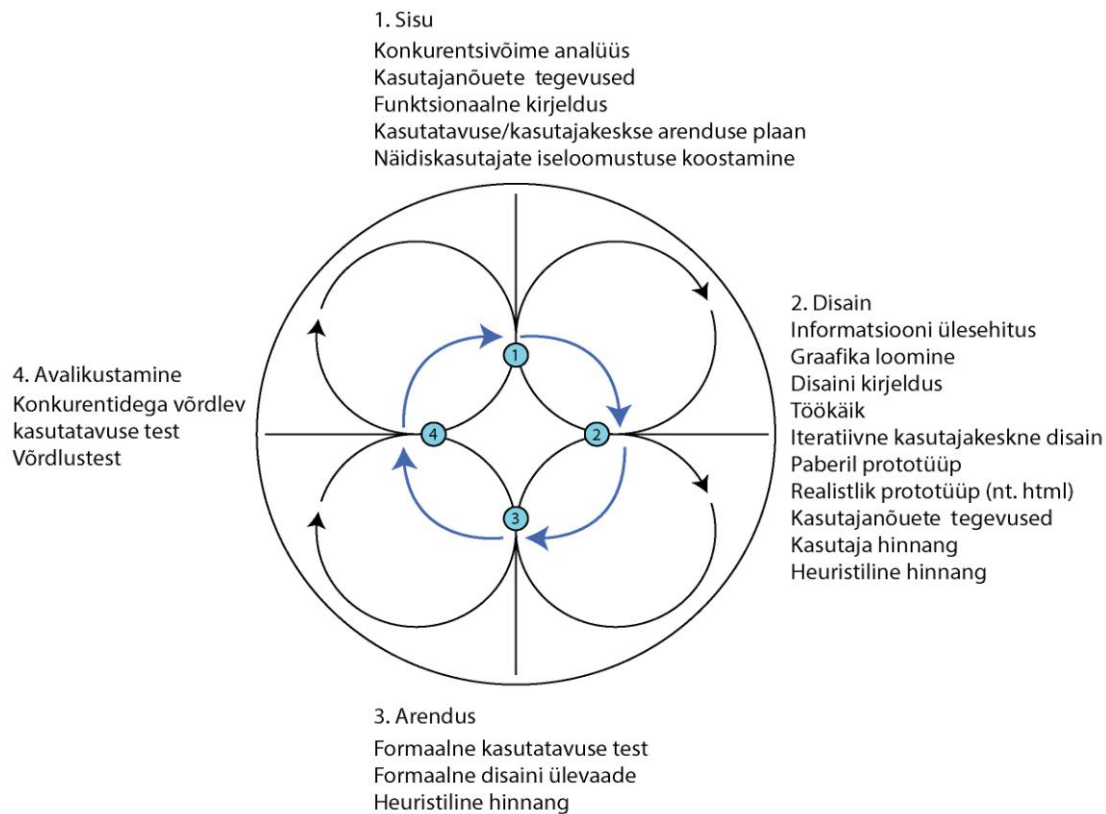 1. Sisu
Konkurentsivõime analüüs
Kasutajanõuete tegevused
Funktsionaalne kirjeldus
Kasutatavuse/kasutajakeskse arenduse plaan
Näidiskasutajate iseloomustuse koostamine
2. Disain
Informatsiooni ülesehitus
Graafika loomine
Disaini kirjeldus
Töökäik
Iteratiivne kasutajakeskne disain
Paberil prototüüp
Realistlik prototüüp (nt. html)
Kasutajanõuete tegevused
Kasutaja hinnang
Heuristiline hinnang
3. Arendus
Formaalne kasutatavuse test
Formaalne disaini ülevaade
Heuristiline hinnang
4. Avalikustamine
Konkurentidega võrdlev
kasutatavuse test
Võrdlustest
1
2
3
4